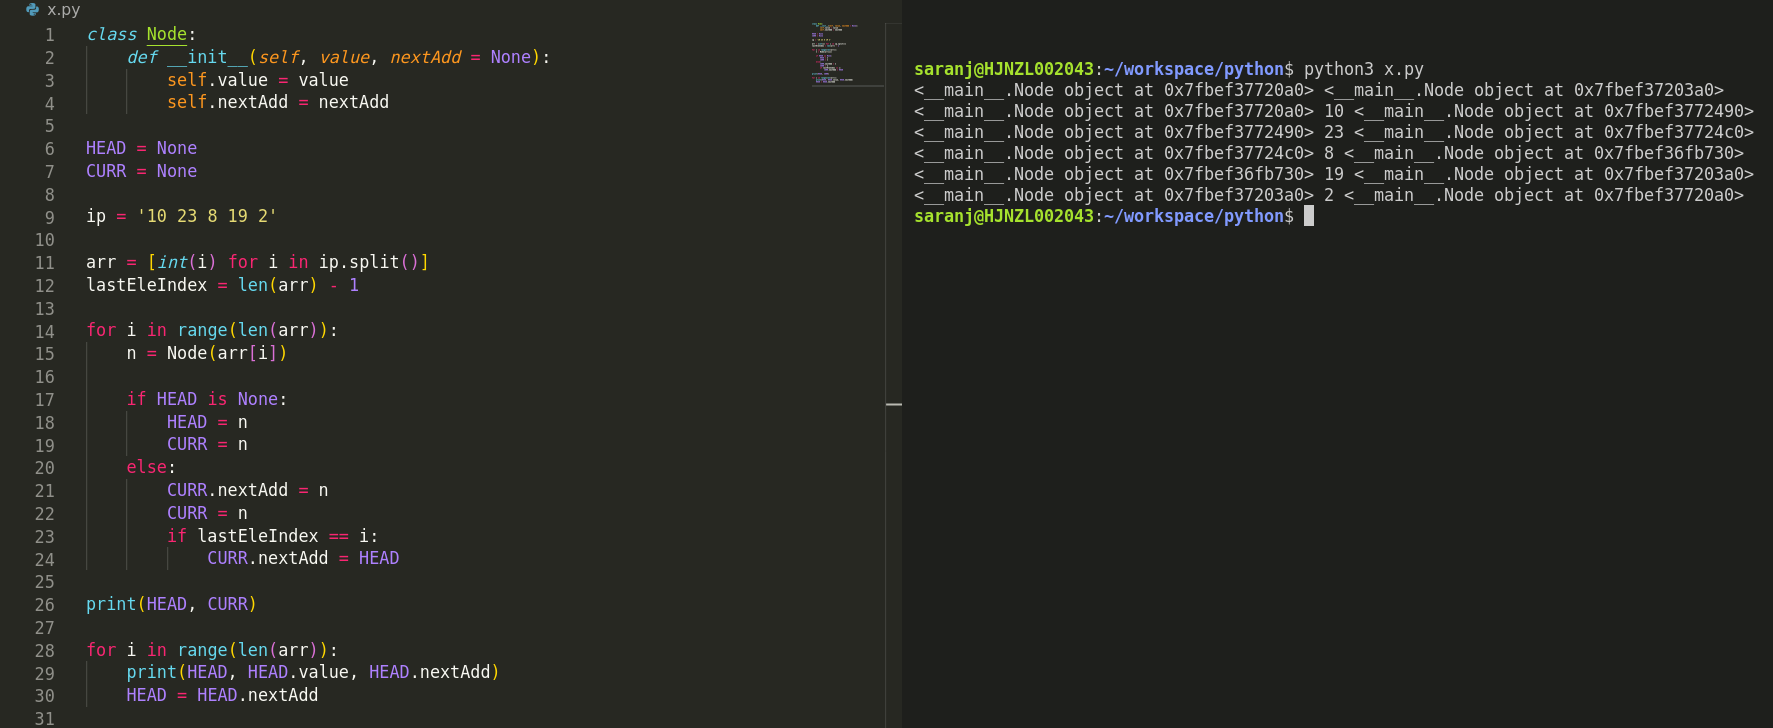 x.py
1 class Node:
2     def __init__(self, value, nextAdd = None):
3         self.value = value
4         self.nextAdd = nextAdd
5
6 HEAD = None
7 CURR = None
8
9 ip = '10 23 8 19 2'
10
11 arr = [int(i) for i in ip.split()]
12 lastEleIndex = len(arr) - 1
13
14 for i in range(len(arr)):
15     n = Node(arr[i])
16
17     if HEAD is None:
18         HEAD = n
19         CURR = n
20     else:
21         CURR.nextAdd = n
22         CURR = n
23         if lastEleIndex == i:
24             CURR.nextAdd = HEAD
25
26 print(HEAD, CURR)
27
28 for i in range(len(arr)):
29     print(HEAD, HEAD.value, HEAD.nextAdd)
30     HEAD = HEAD.nextAdd
31
saranj@HJNZL002043:~/workspace/python$ python3 x.py
<__main__.Node object at 0x7fbef37720a0> <__main__.Node object at 0x7fbef37203a0>
<__main__.Node object at 0x7fbef37720a0> 10 <__main__.Node object at 0x7fbef3772490>
<__main__.Node object at 0x7fbef3772490> 23 <__main__.Node object at 0x7fbef37724c0>
<__main__.Node object at 0x7fbef37724c0> 8 <__main__.Node object at 0x7fbef36fb730>
<__main__.Node object at 0x7fbef36fb730> 19 <__main__.Node object at 0x7fbef37203a0>
<__main__.Node object at 0x7fbef37203a0> 2 <__main__.Node object at 0x7fbef37720a0>
saranj@HJNZL002043:~/workspace/python$